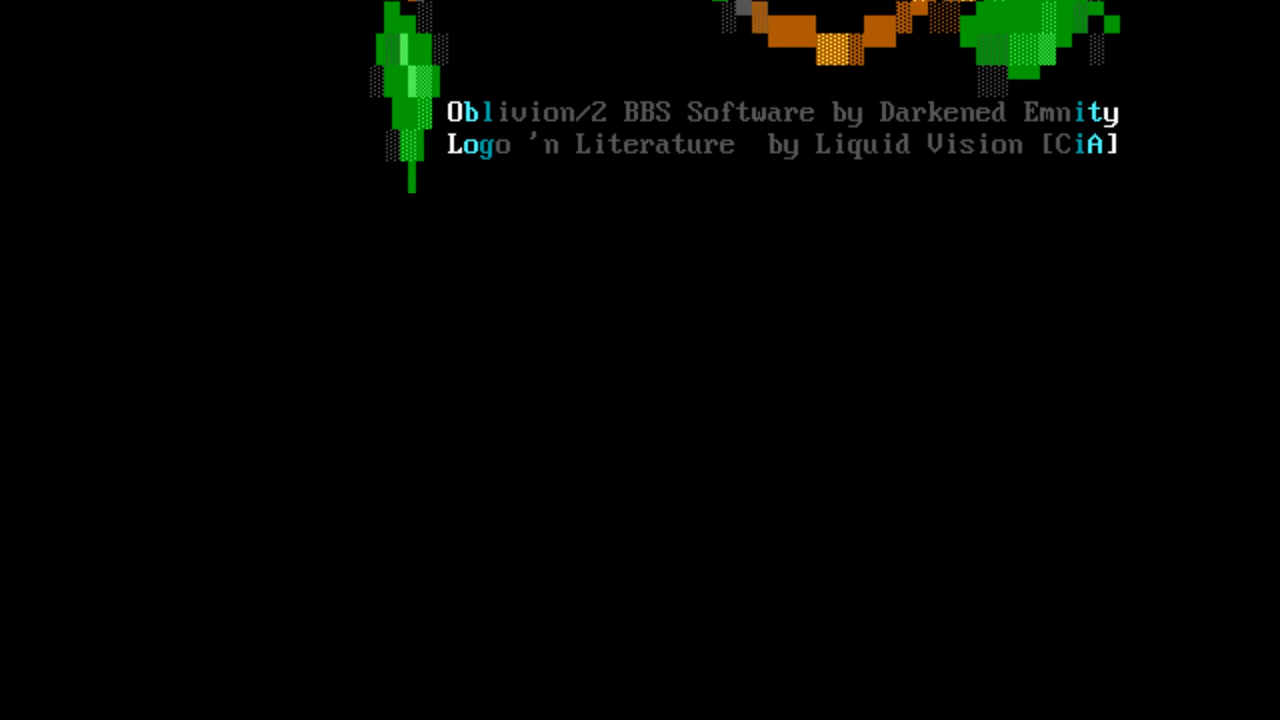 Oblivion/2 BBS Software by Darkened Emnity
Logo 'n Literature  by Liquid Vision [CiA]